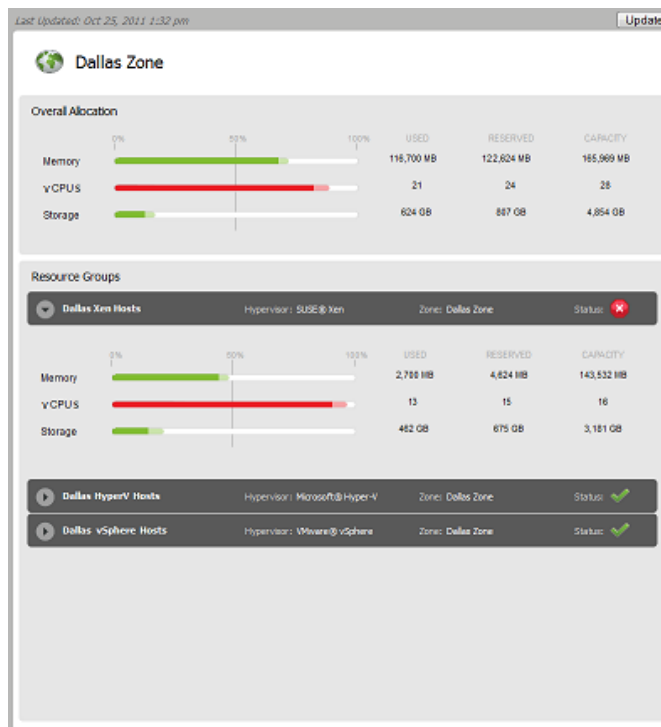 Last Updated: Oct 25, 2011 1:32 pm Update
Dallas Zone
Overall Allocation
0% 50% 100% USED RESERVED CAPACITY
Memory 116,700 MB 122,624 MB 165,969 MB
vCPUS 21 24 28
Storage 624 GB 807 GB 4,854 GB
Resource Groups
Dallas Xen Hosts Hypervisor: SUSE® Xen Zone: Dallas Zone Status:
0% 50% 100% USED RESERVED CAPACITY
Memory 2,700 MB 4,624 MB 143,532 MB
vCPUS 13 15 16
Storage 462 GB 675 GB 3,181 GB
Dallas HyperV Hosts Hypervisor: Microsoft® Hyper-V Zone: Dallas Zone Status:
Dallas vSphere Hosts Hypervisor: VMware® vSphere Zone: Dallas Zone Status: